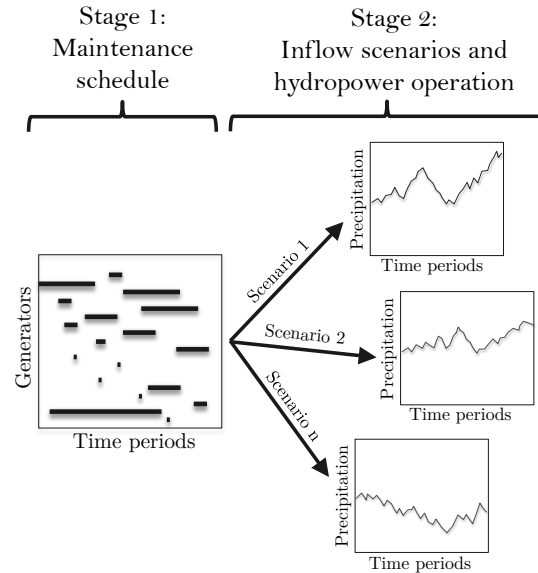 Stage 1:
Maintenance
schedule
Stage 2:
Inflow scenarios and
hydropower operation
Generators
Time periods
Scenario 1
Scenario 2
Scenario n
Precipitation
Time periods
Precipitation
Time periods
Precipitation
Time periods